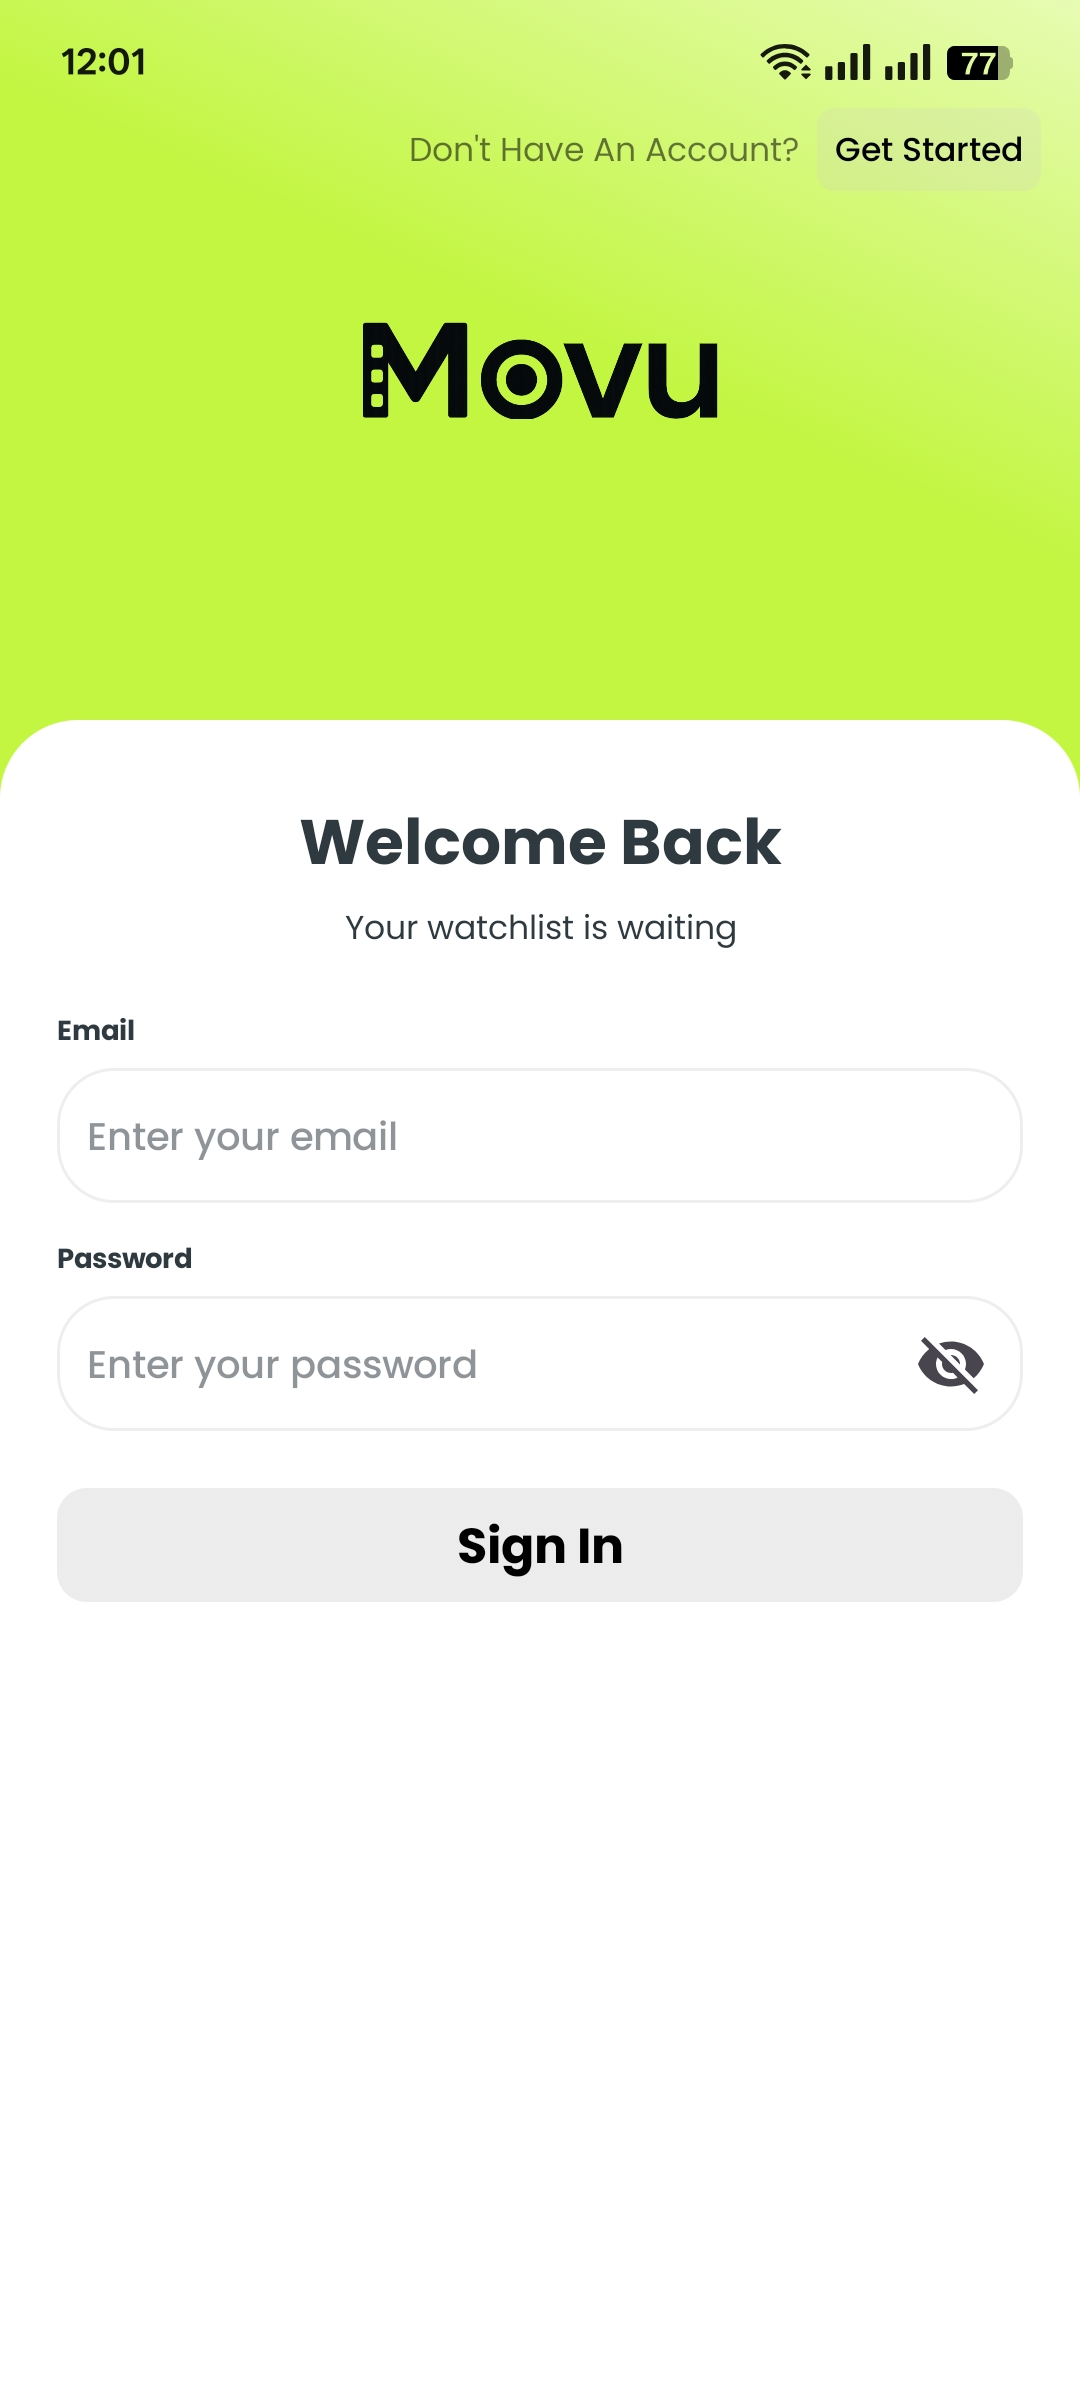 12:01
77
Don't Have An Account? Get Started
Movu
Welcome Back
Your watchlist is waiting
Email
Enter your email
Password
Enter your password
Sign In